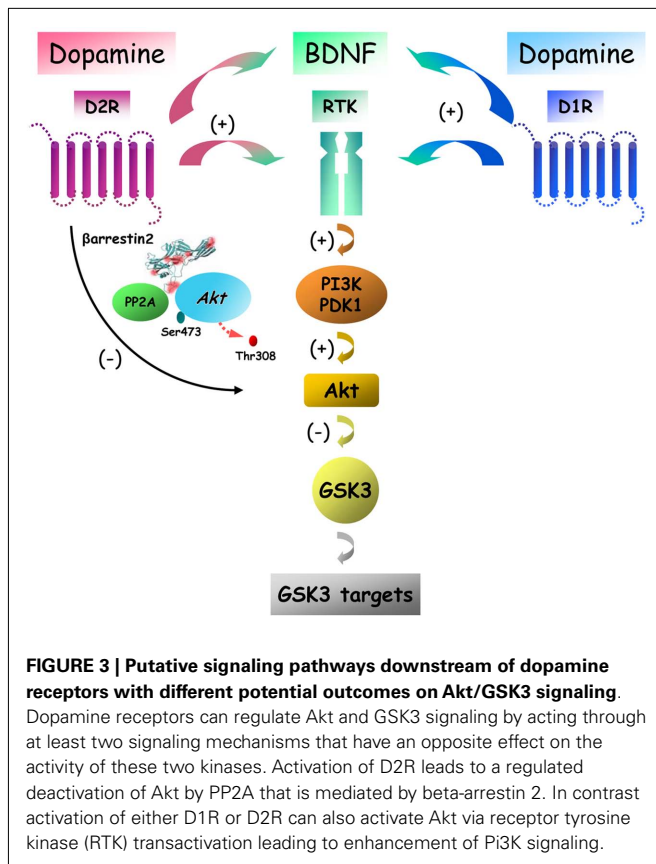 Dopamine
BDNF
Dopamine
D2R
(+)
RTK
(+)
D1R
βarrestin2
PP2A
Akt
Ser473
Thr308
(-)
(+)
PI3K
PDK1
(+)
Akt
(-)
GSK3
GSK3 targets
FIGURE 3 | Putative signaling pathways downstream of dopamine
receptors with different potential outcomes on Akt/GSK3 signaling.
Dopamine receptors can regulate Akt and GSK3 signaling by acting through
at least two signaling mechanisms that have an opposite effect on the
activity of these two kinases. Activation of D2R leads to a regulated
deactivation of Akt by PP2A that is mediated by beta-arrestin 2. In contrast
activation of either D1R or D2R can also activate Akt via receptor tyrosine
kinase (RTK) transactivation leading to enhancement of Pi3K signaling.